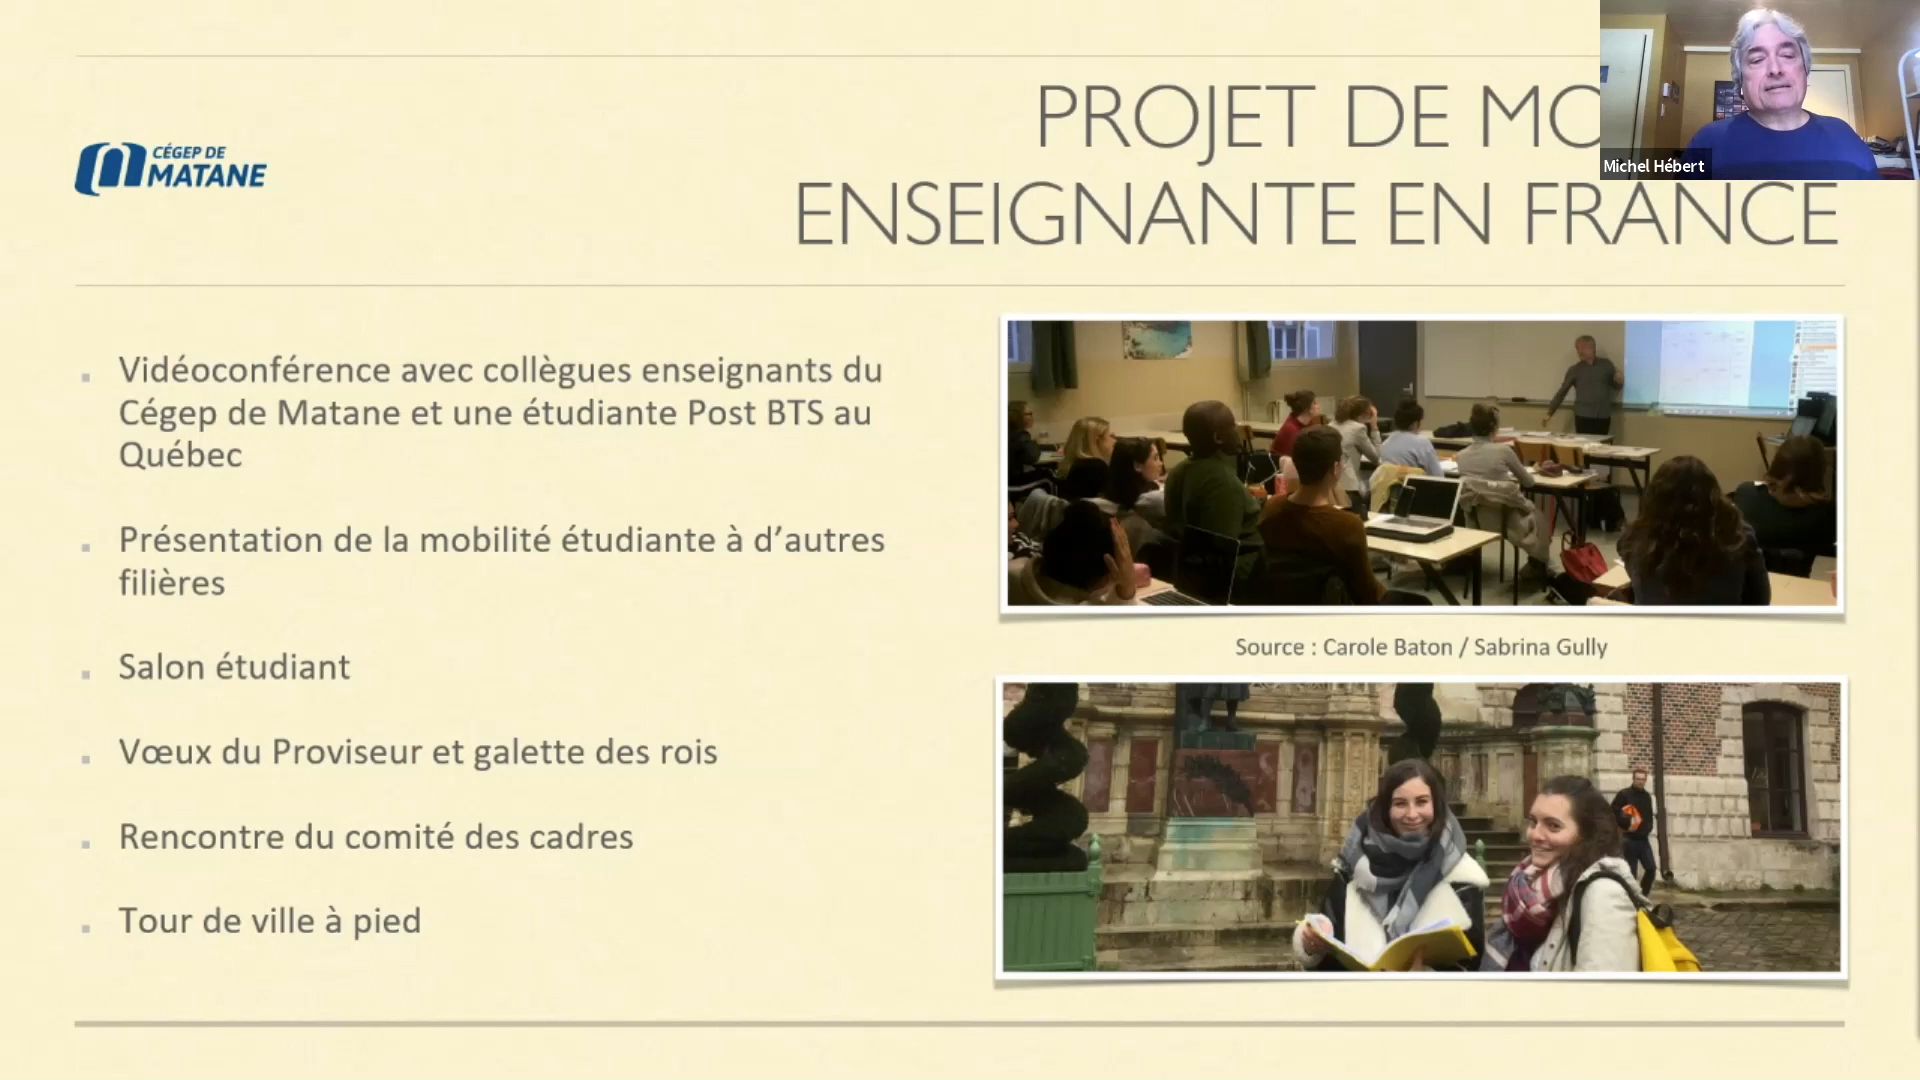 PROJET DE
ENSEIGNANTE EN FRANCE
CÉGEP DE
MATANE
Michel Hébert
Vidéoconférence avec collègues enseignants du
Cégep de Matane et une étudiante Post BTS au
Québec
Présentation de la mobilité étudiante à d’autres
filières
Salon étudiant
Vœux du Proviseur et galette des rois
Rencontre du comité des cadres
Tour de ville à pied
Source : Carole Baton / Sabrina Gully